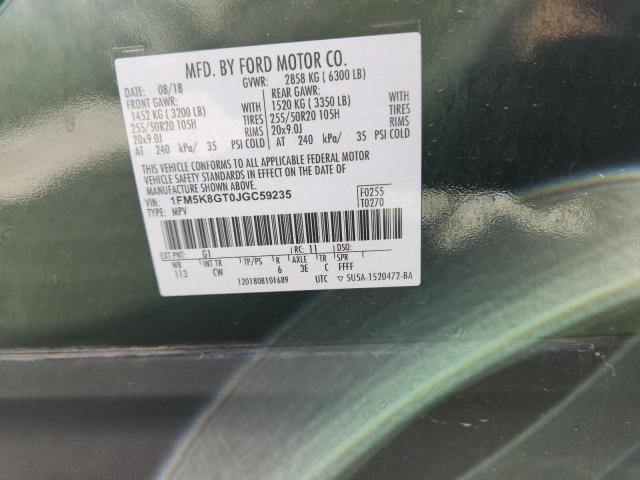 MFD. BY FORD MOTOR CO.
DATE: 08/18 GVWR: 2858 KG ( 6300 LB)
FRONT GAWR: REAR GAWR:
1452 KG ( 3200 LB) WITH 1520 KG ( 3350 LB) WITH
255/50R20 105H TIRES 255/50R20 105H TIRES
20x9.0J RIMS 20x9.0J RIMS
AT 240 kPa/ 35 PSI COLD AT 240 kPa/ 35 PSI COLD
THIS VEHICLE CONFORMS TO ALL APPLICABLE FEDERAL MOTOR
VEHICLE SAFETY STANDARDS IN EFFECT ON THE DATE OF
MANUFACTURE SHOWN ABOVE.
VIN: 1FM5K8GT0JGC59235 F0255
TYPE: MPV T0270
EXT PNT: G1 RC: 11 DSO:
WB INT TR TP/PS R AXLE TR SPR
113 CW 6 3E C FFFF
1201808101689 UTC ▽ SU5A-1520472-BA